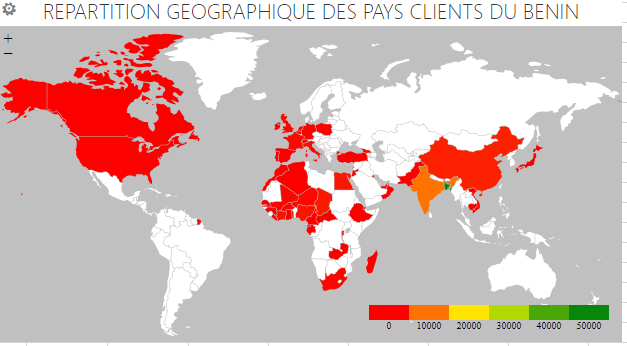 REPARTITION GEOGRAPHIQUE DES PAYS CLIENTS DU BENIN
+
−
0 10000 20000 30000 40000 50000